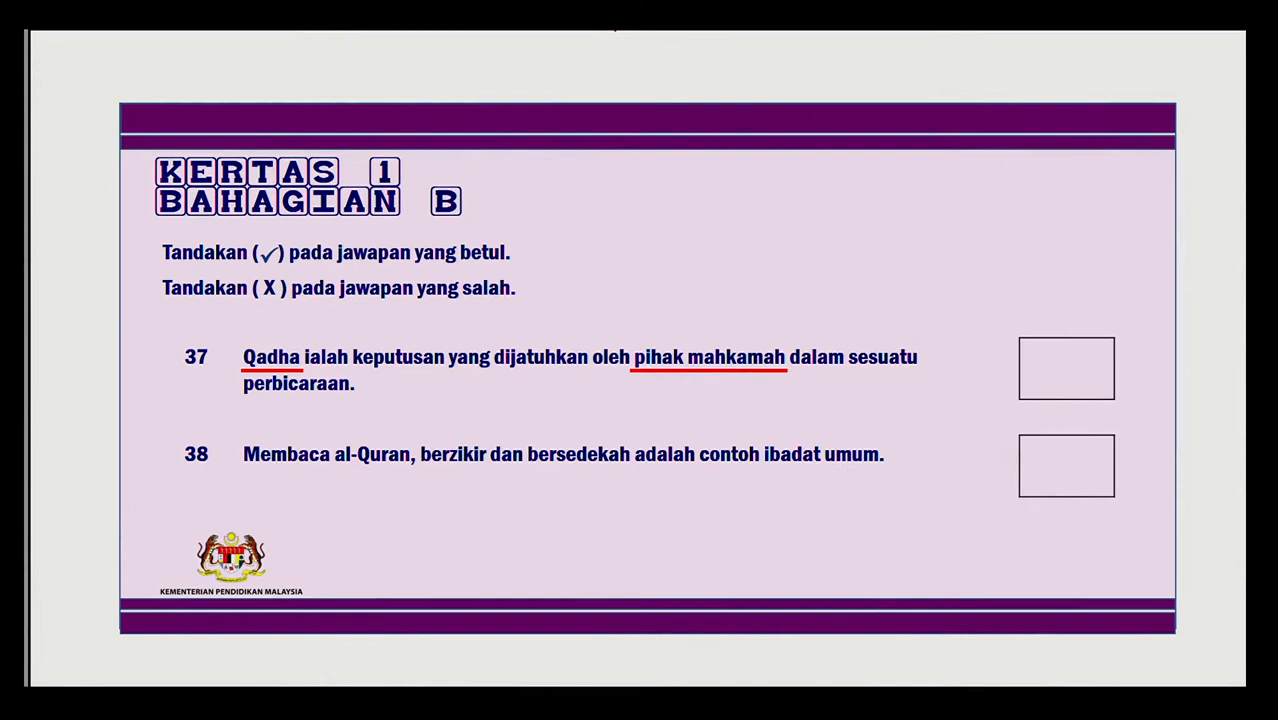 KERTAS 1
BAHAGIAN B
Tandakan (✓) pada jawapan yang betul.
Tandakan ( X ) pada jawapan yang salah.
37 Qadha ialah keputusan yang dijatuhkan oleh pihak mahkamah dalam sesuatu
perbicaraan.
38 Membaca al-Quran, berzikir dan bersedekah adalah contoh ibadat umum.
KEMENTERIAN PENDIDIKAN MALAYSIA